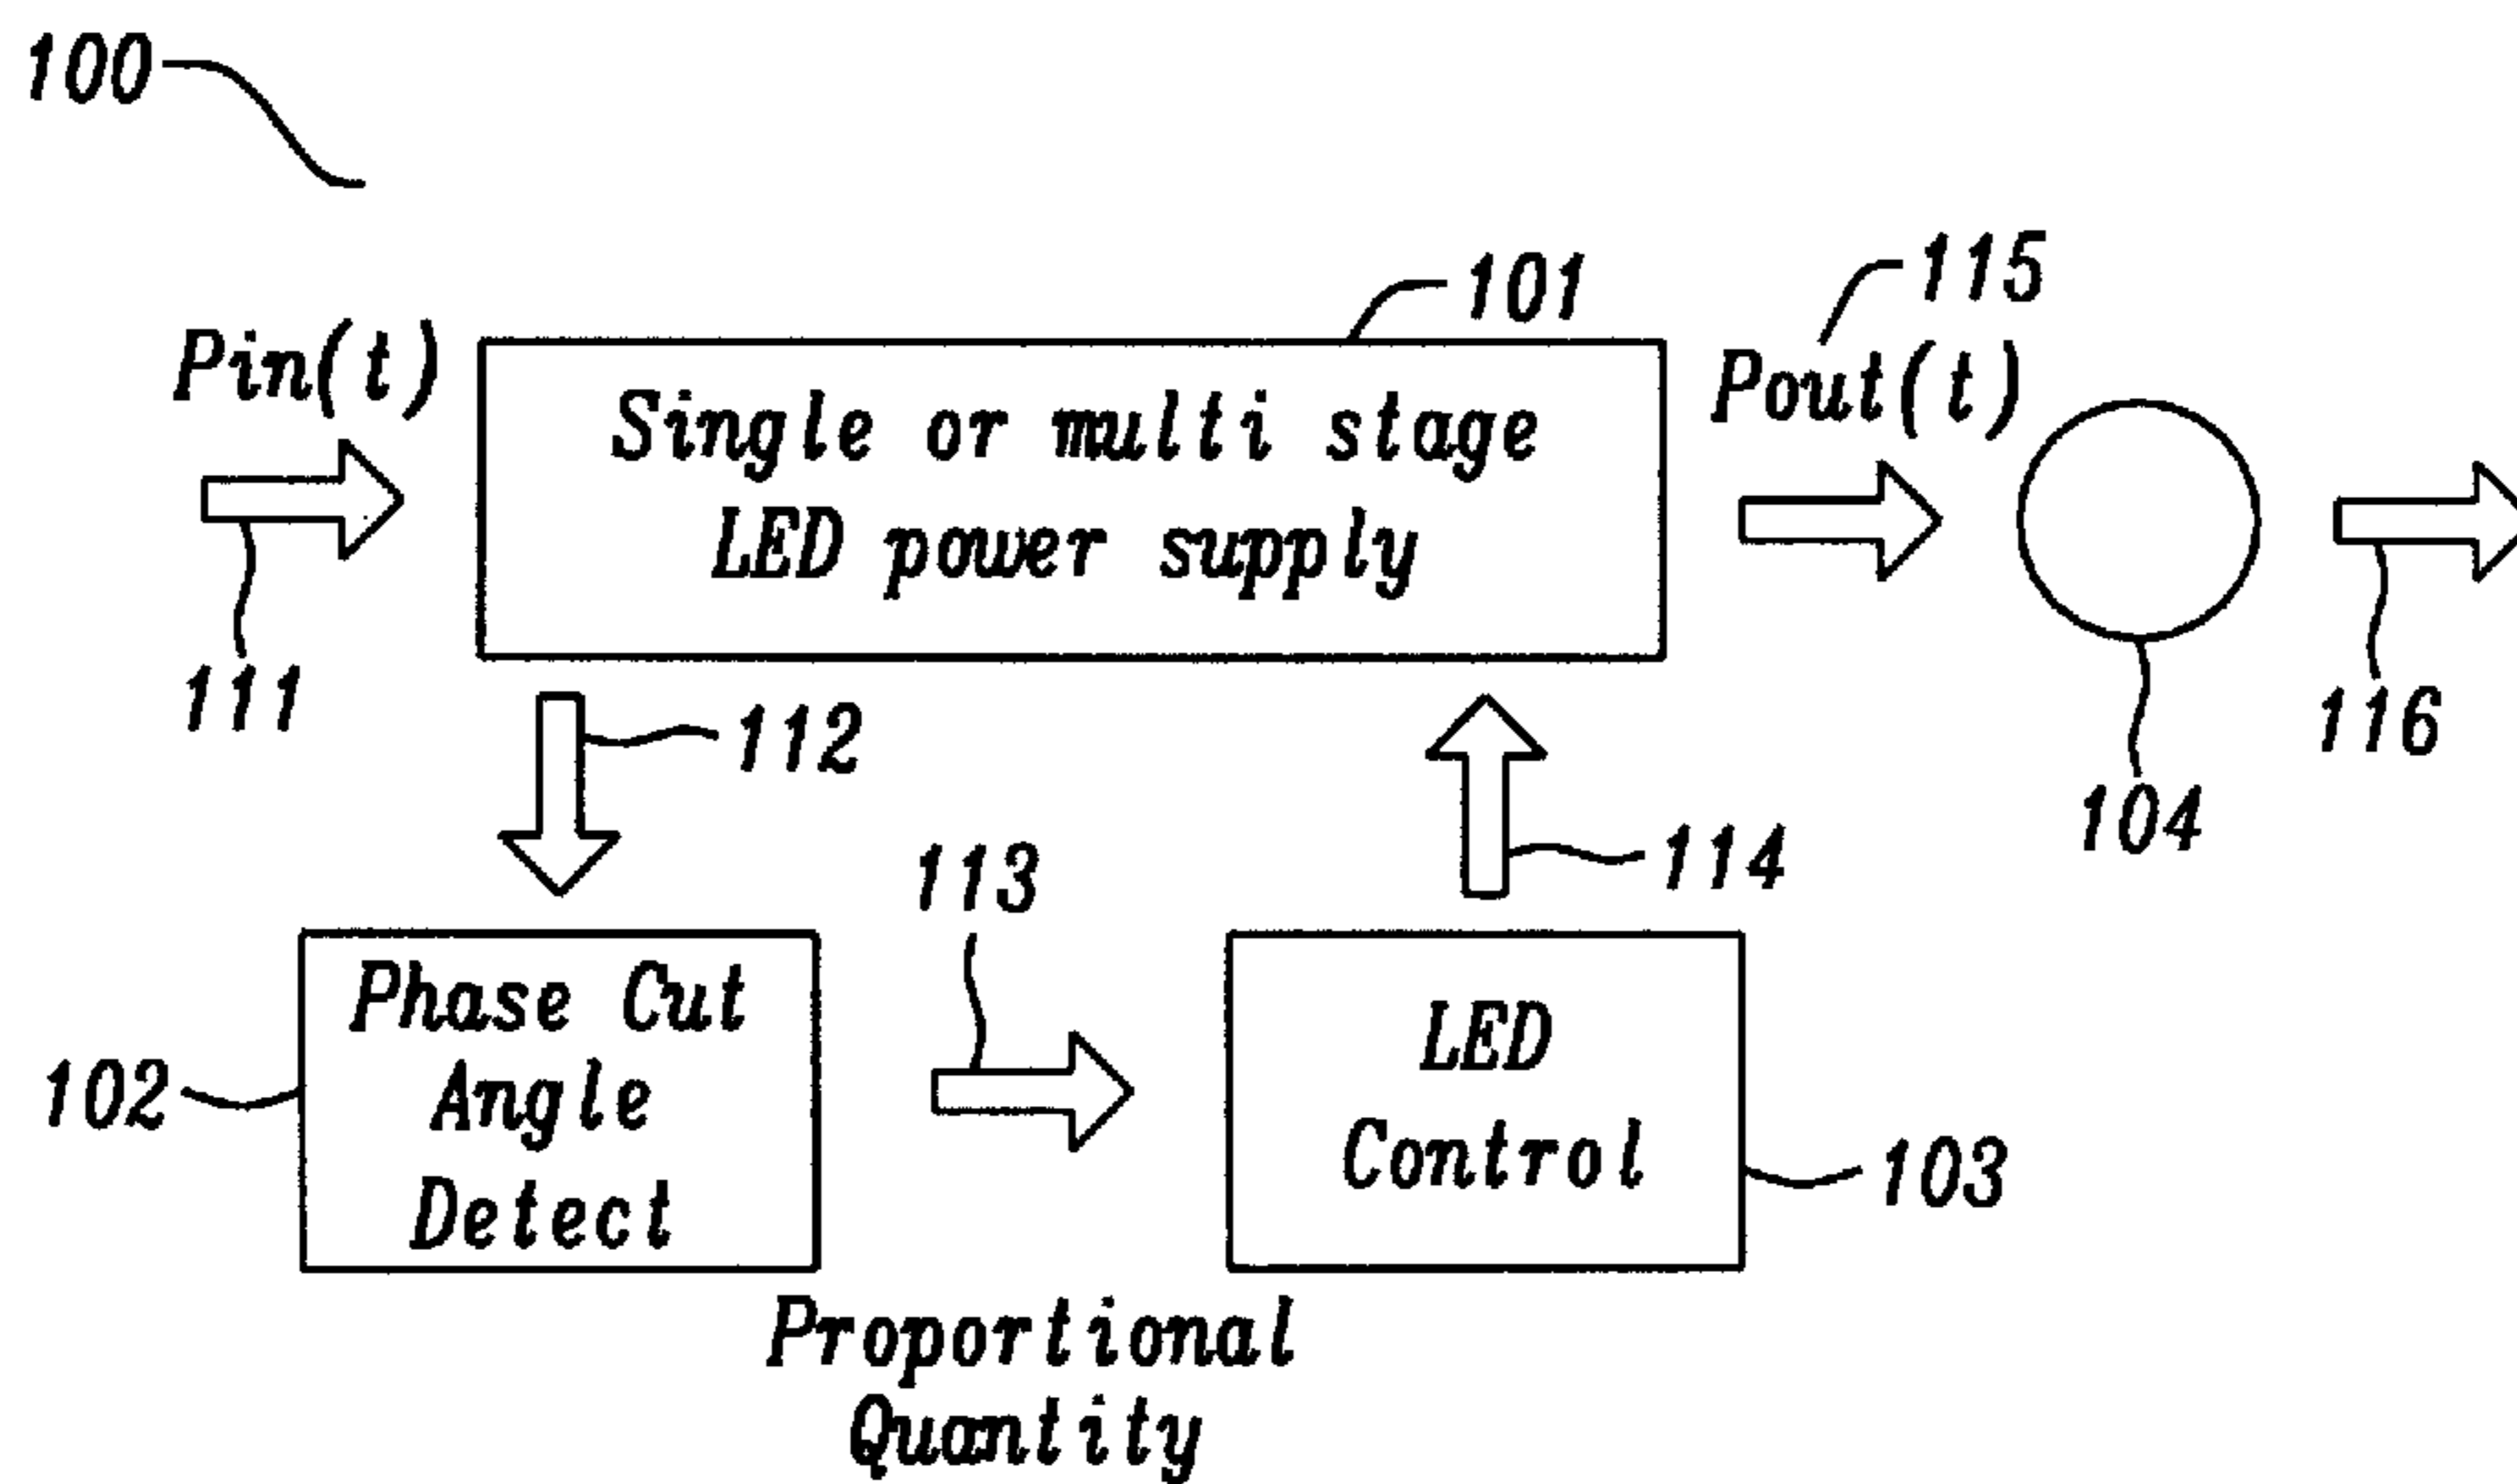 100
101
115
Pin(t)
Pout(t)
Single or multi stage
LED power supply
111
112
116
104
113
114
Phase Cut
Angle
Detect
LED
Control
102
103
Proportional
Quantity